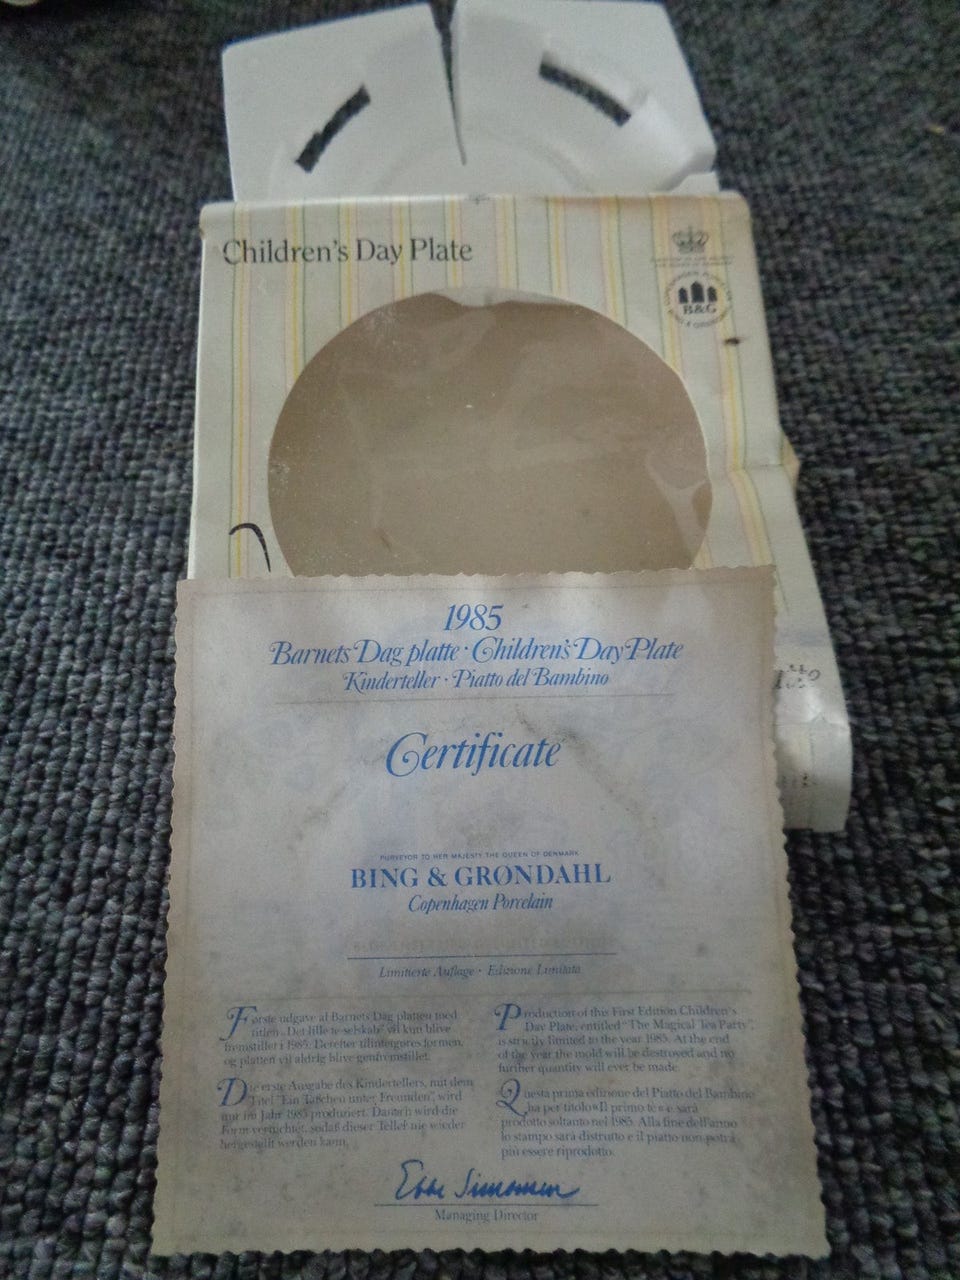 Children's Day Plate
B&G
1985
Barnets Dag platte · Children's Day Plate
Kinderteller · Piatto del Bambino
Certificate
PURVEYOR TO HER MAJESTY THE QUEEN OF DENMARK
BING & GRØNDAHL
Copenhagen Porcelain
Limitierte Auflage · Edizione Limitata
Første udgave af Barnets Dag platten med
titlen „Det lille te-selskab" vil kun blive
fremstillet i 1985. Derefter tilintetgøres formen,
og platten vil aldrig blive genfremstillet.
Die erste Ausgabe des Kindertellers, mit dem
Titel "Ein Täßchen unter Freunden", wird
nur im Jahr 1985 produziert. Danach wird die
Form vernichtet, sodaß dieser Teller nie wieder
hergestellt werden kann.
Production of this First Edition Children's
Day Plate, entitled "The Magical Tea Party",
is strictly limited to the year 1985. At the end
of the year the mold will be destroyed and no
further quantity will ever be made.
Questa prima edizione del Piatto del Bambino
ha per titolo «Il primo tè» e sarà
prodotto soltanto nel 1985. Alla fine dell'anno
lo stampo sarà distrutto e il piatto non potrà
più essere riprodotto.
Ebbe Simonsen
Managing Director